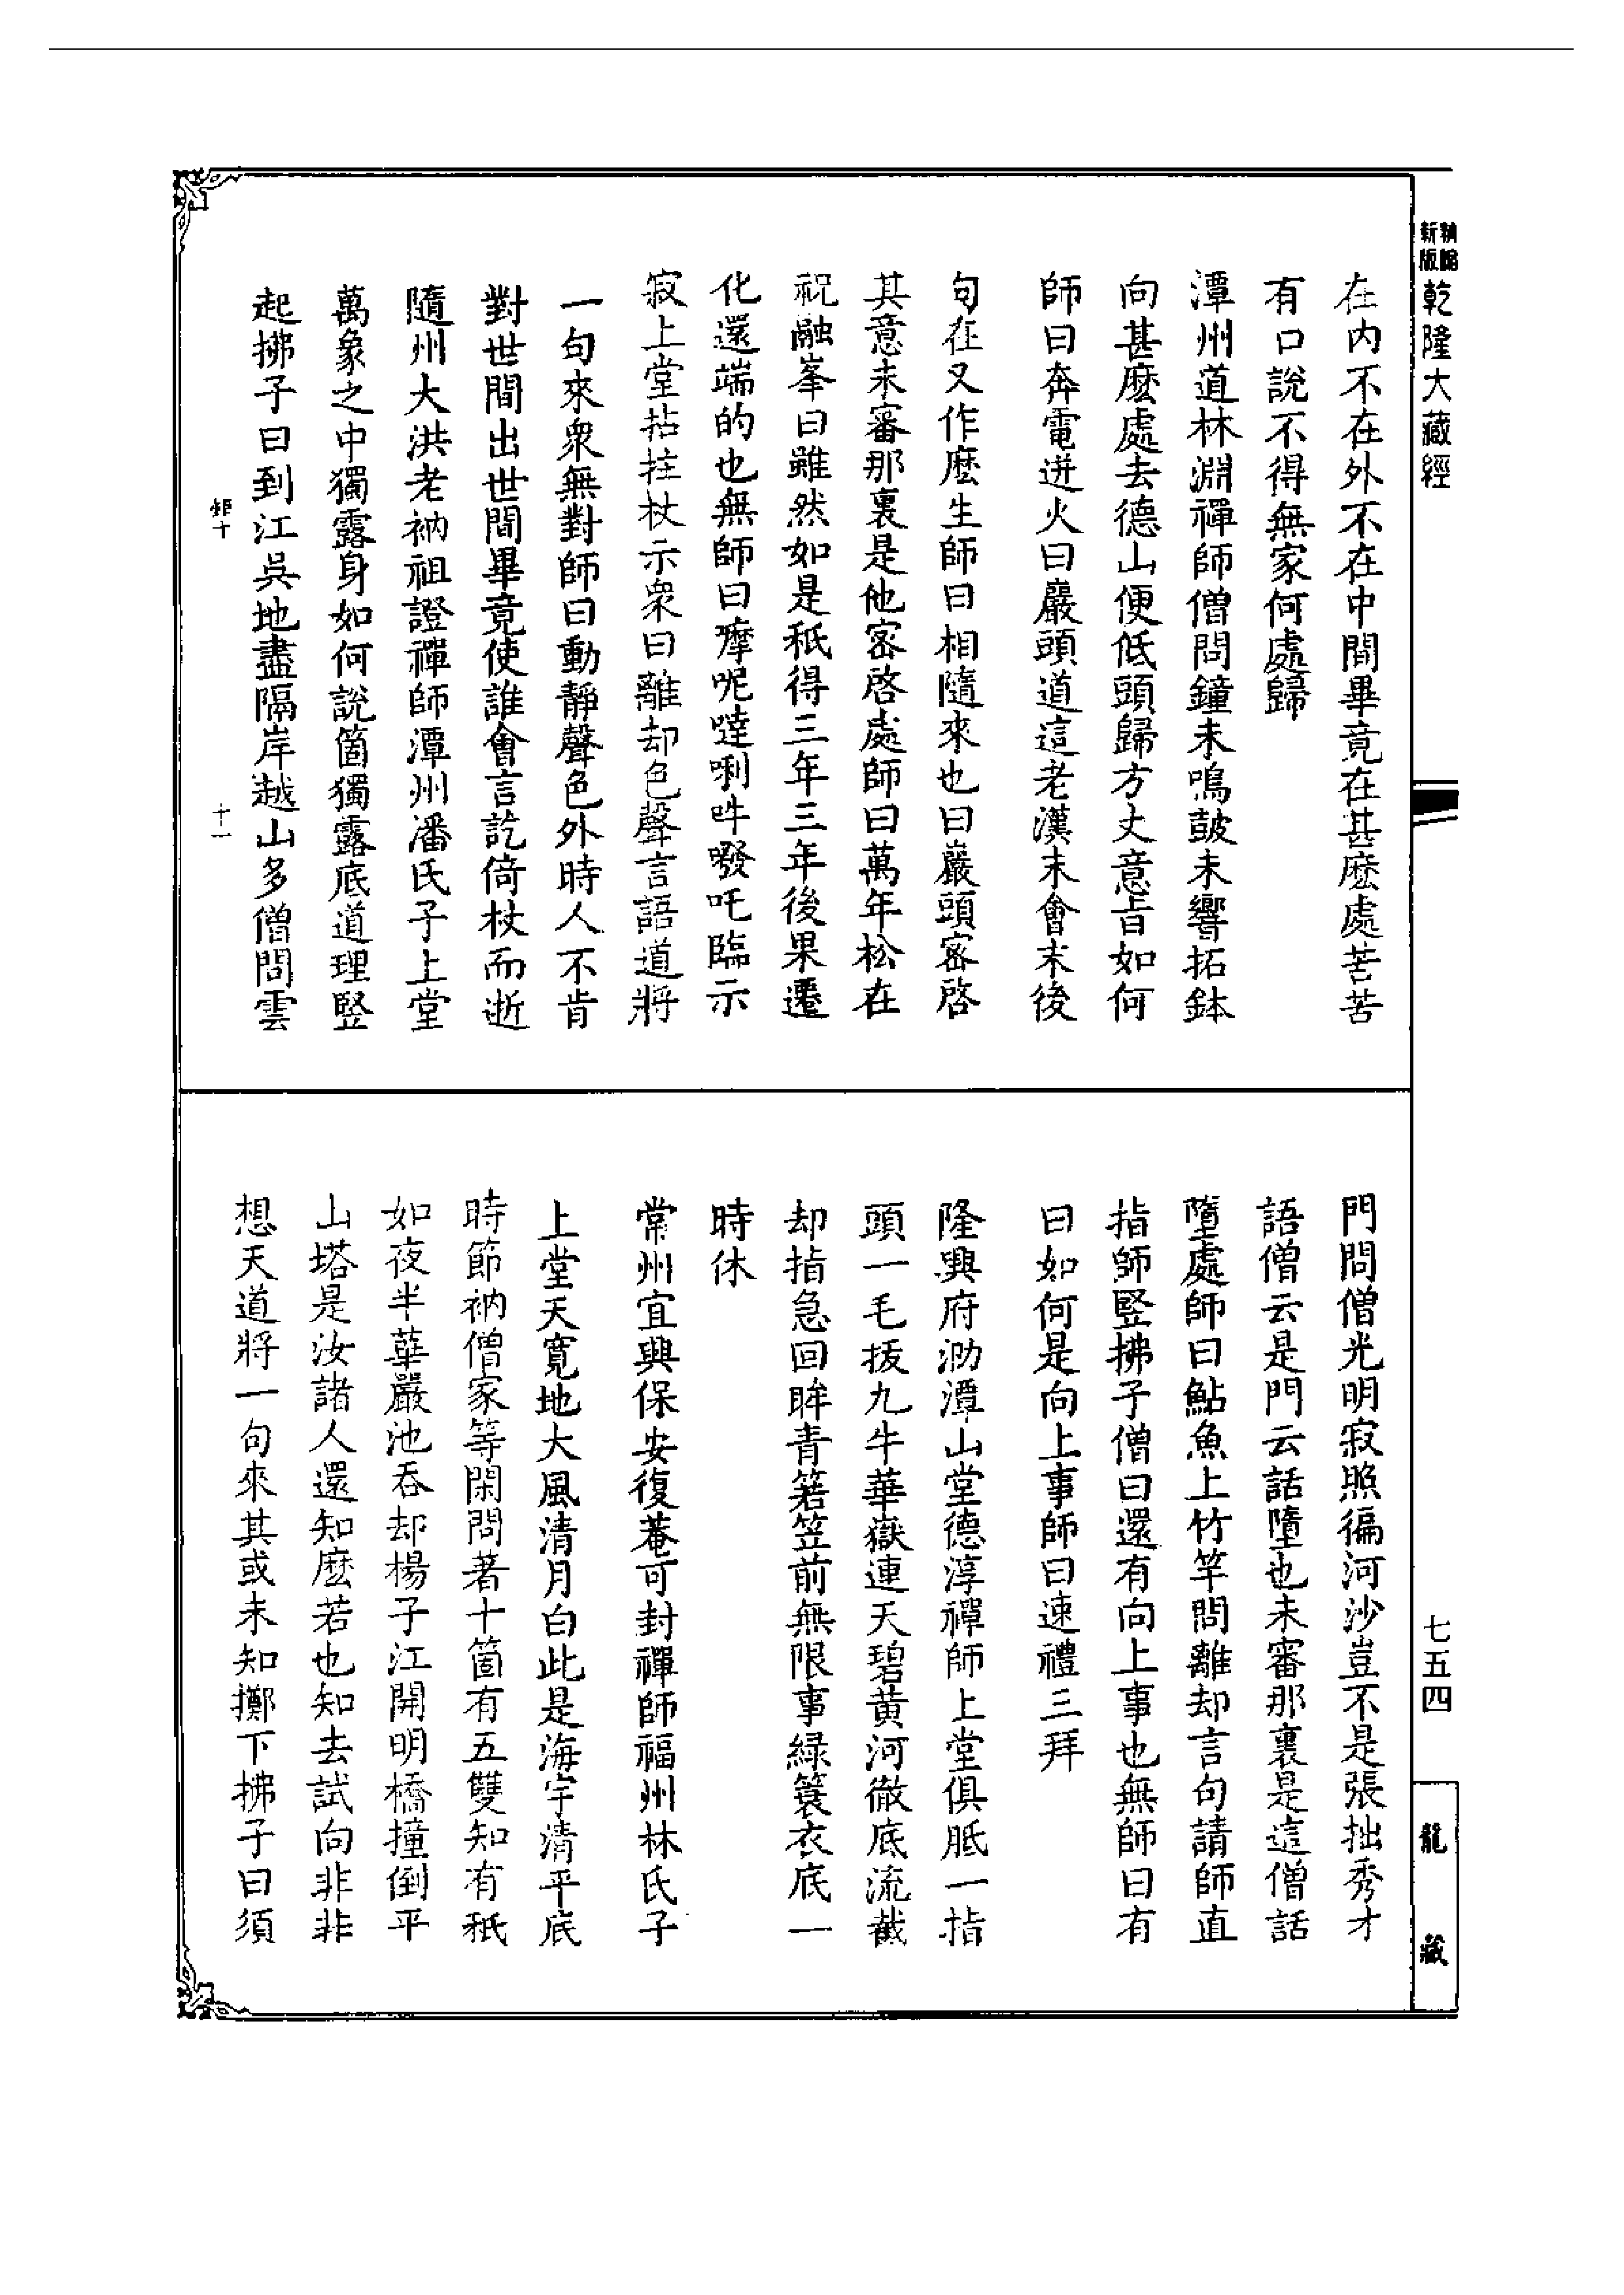 新版
精縮
乾隆大藏經
在內不在外不在中間畢竟在甚麼處苦苦
有口說不得無家何處歸
潭州道林淵禪師僧問鐘未鳴鼓未響拓鉢
向甚麼處去德山便低頭歸方丈意旨如何
師曰奔電迸火曰巖頭道這老漢未會末後
句在又作麼生師曰相隨來也曰巖頭密啓
其意未審那裏是他密啓處師曰萬年松在
祝融峯曰雖然如是秖得三年三年後果遷
化還端的也無師曰摩呢噠唎吽㗶吒臨示
寂上堂拈拄杖示眾曰離却色聲言語道將
一句來眾無對師曰動靜聲色外時人不肯
對世間出世間畢竟使誰會言訖倚杖而逝
隨州大洪老衲祖證禪師潭州潘氏子上堂
萬象之中獨露身如何說箇獨露底道理竪
起拂子曰到江吳地盡隔岸越山多僧問雲
矩十
十一
門問僧光明寂照徧河沙豈不是張拙秀才
語僧云是門云話墮也未審那裏是這僧話
墮處師曰鮎魚上竹竿問離却言句請師直
指師竪拂子僧曰還有向上事也無師曰有
曰如何是向上事師曰速禮三拜
隆興府泐潭山堂德淳禪師上堂俱胝一指
頭一毛拔九牛華嶽連天碧黃河徹底流截
却指急回眸青箬笠前無限事綠簑衣底一
時休
常州宜興保安復菴可封禪師福州林氏子
上堂天寬地大風清月白此是海宇清平底
時節衲僧家等閑問著十箇有五雙知有秖
如夜半華嚴池吞却楊子江開明橋撞倒平
山塔是汝諸人還知麼若也知去試向非非
想天道將一句來其或未知擲下拂子曰須
七五四
龍藏